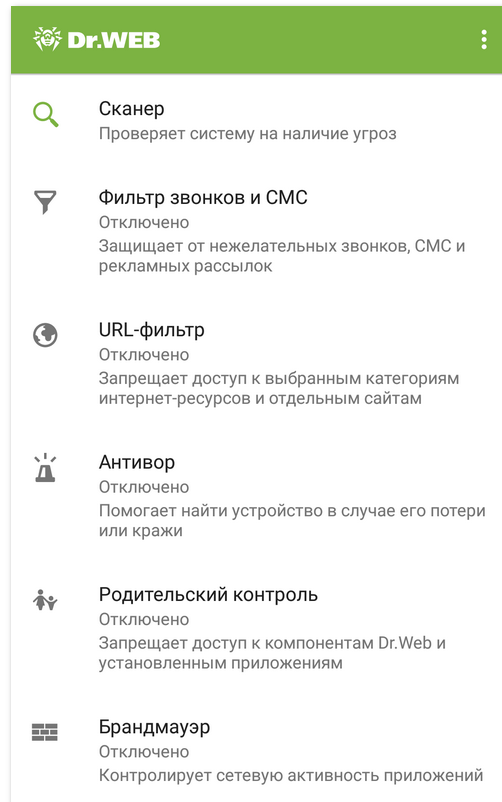 Dr.WEB
Сканер
Проверяет систему на наличие угроз
Фильтр звонков и СМС
Отключено
Защищает от нежелательных звонков, СМС и
рекламных рассылок
URL-фильтр
Отключено
Запрещает доступ к выбранным категориям
интернет-ресурсов и отдельным сайтам
Антивор
Отключено
Помогает найти устройство в случае его потери
или кражи
Родительский контроль
Отключено
Запрещает доступ к компонентам Dr.Web и
установленным приложениям
Брандмауэр
Отключено
Контролирует сетевую активность приложений